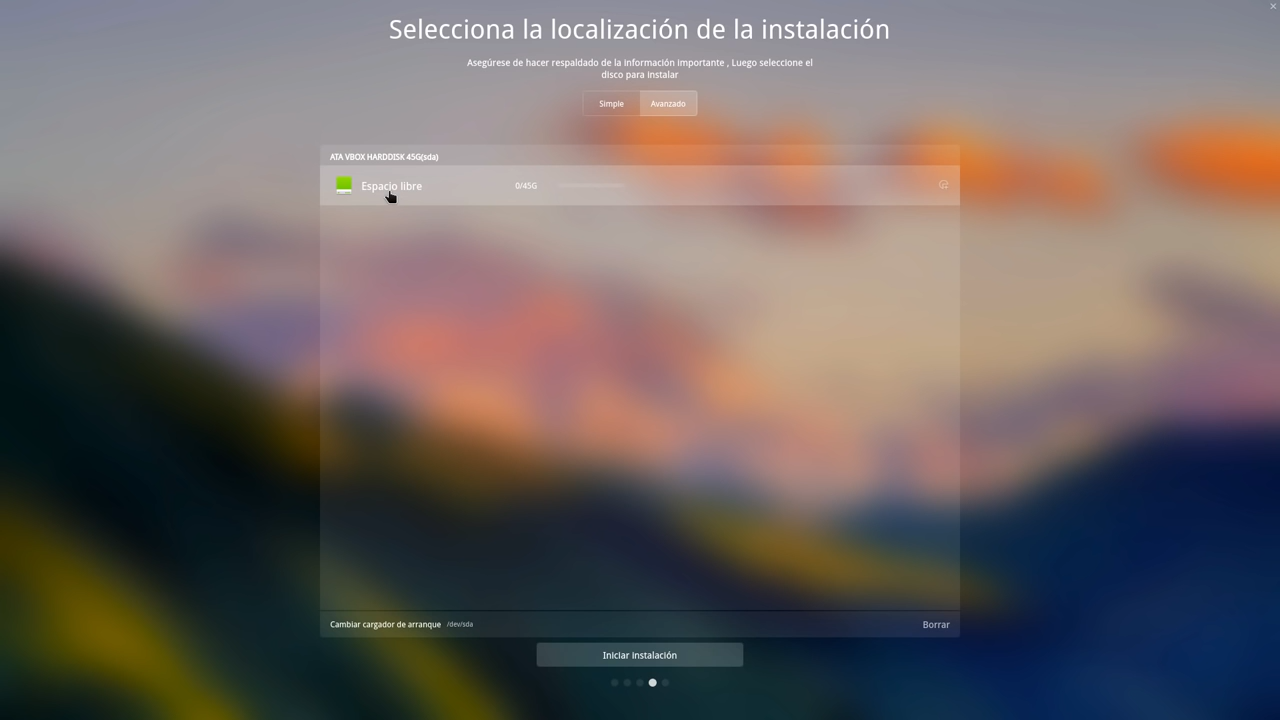 Selecciona la localización de la instalación
Asegúrese de hacer respaldado de la información importante , Luego seleccione el
disco para instalar
Simple
Avanzado
ATA VBOX HARDDISK 45G(sda)
Espacio libre
0/45G
Cambiar cargador de arranque
/dev/sda
Borrar
Iniciar instalación